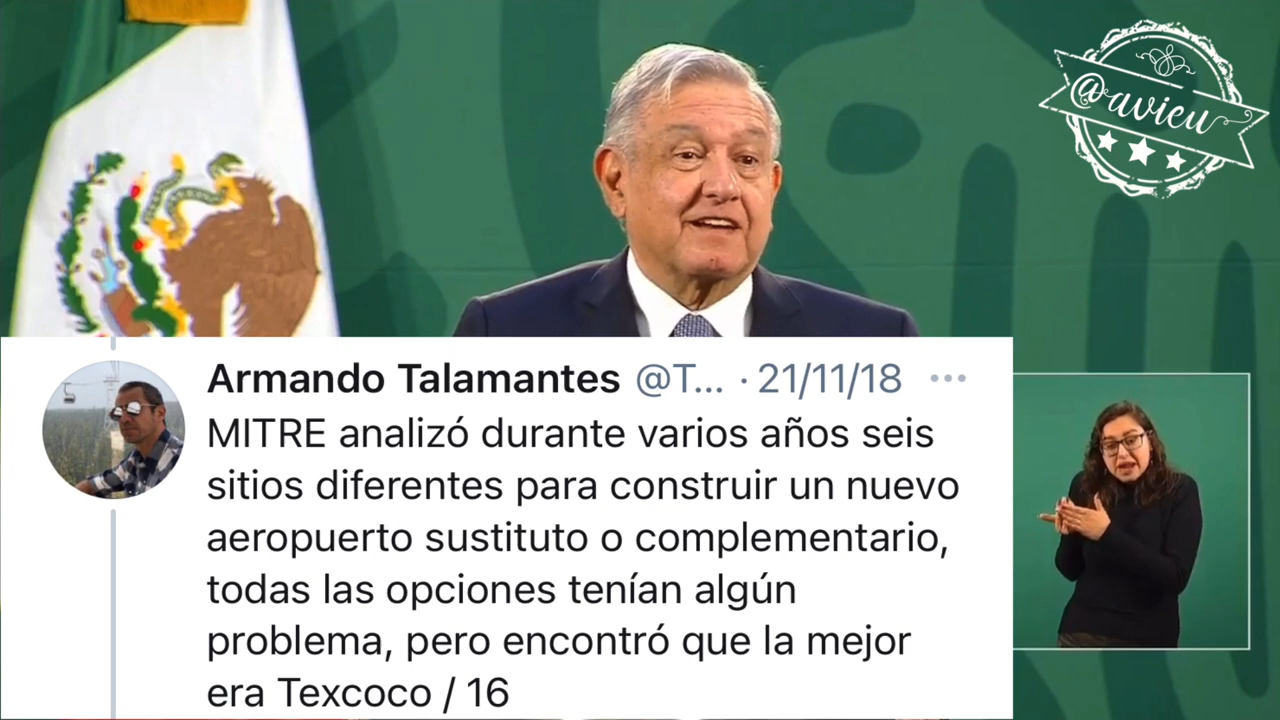 @avicu
Armando Talamantes @T... · 21/11/18 ...
MITRE analizó durante varios años seis
sitios diferentes para construir un nuevo
aeropuerto sustituto o complementario,
todas las opciones tenían algún
problema, pero encontró que la mejor
era Texcoco / 16